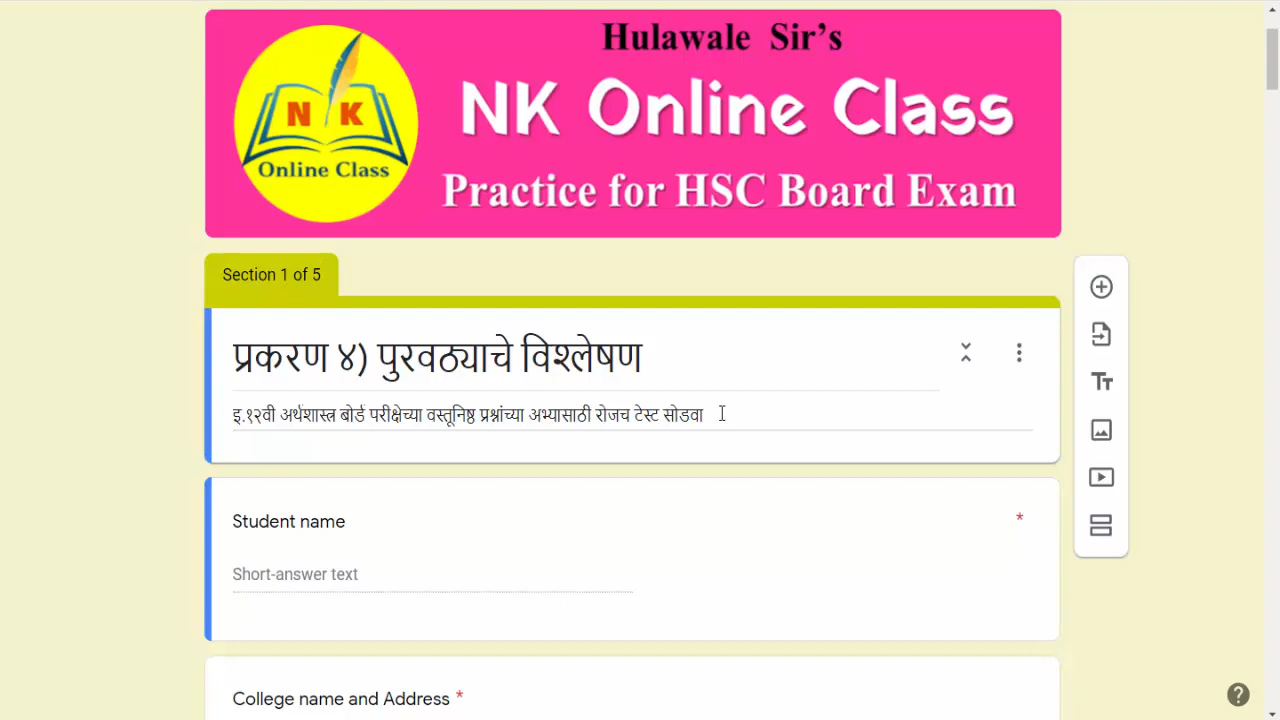 Hulawale Sir's
N K
Online Class
NK Online Class
Practice for HSC Board Exam
Section 1 of 5
प्रकरण ४) पुरवठ्याचे विश्लेषण
इ.१२वी अर्थशास्त्र बोर्ड परीक्षेच्या वस्तूनिष्ठ प्रश्नांच्या अभ्यासाठी रोजच टेस्ट सोडवा
Student name *
Short-answer text
College name and Address *